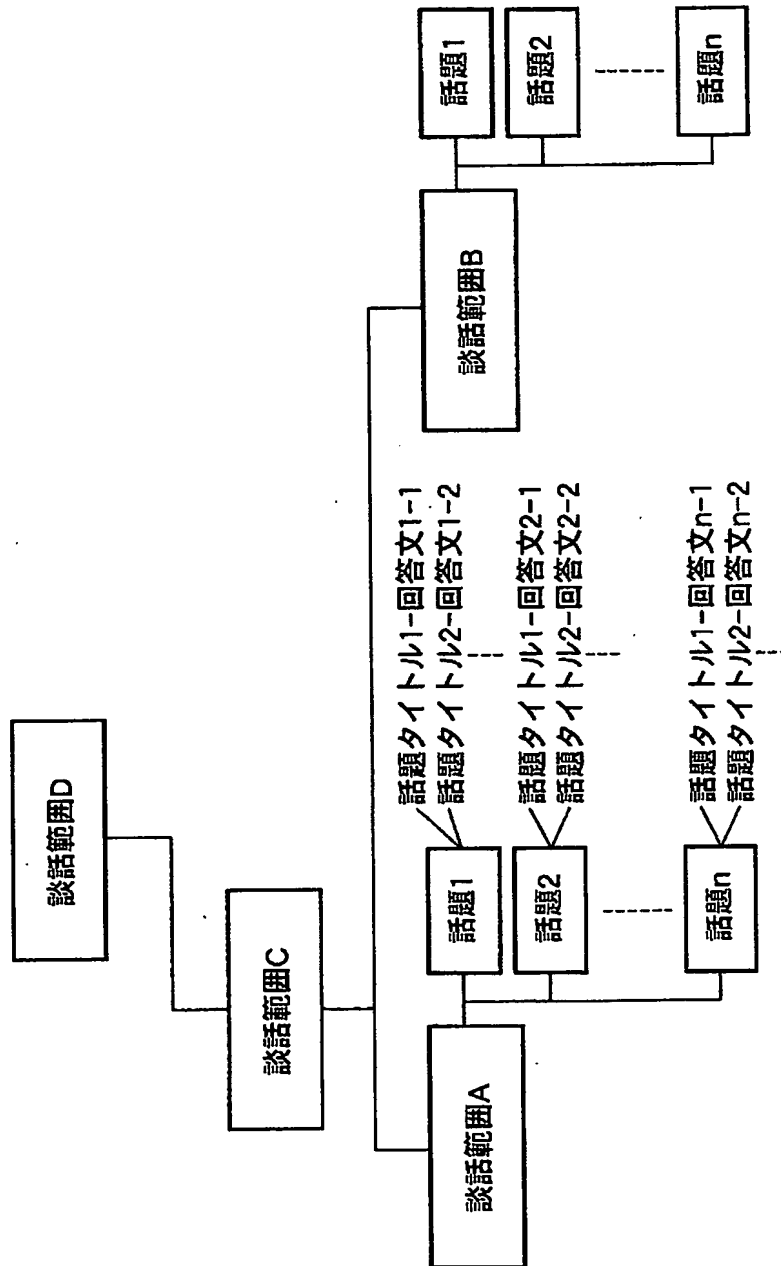 談話範囲D
談話範囲C
談話範囲A
話題1
話題タイトル1-回答文1-1
話題タイトル2-回答文1-2
話題2
話題タイトル1-回答文2-1
話題タイトル2-回答文2-2
話題n
話題タイトル1-回答文n-1
話題タイトル2-回答文n-2
談話範囲B
話題1
話題2
話題n